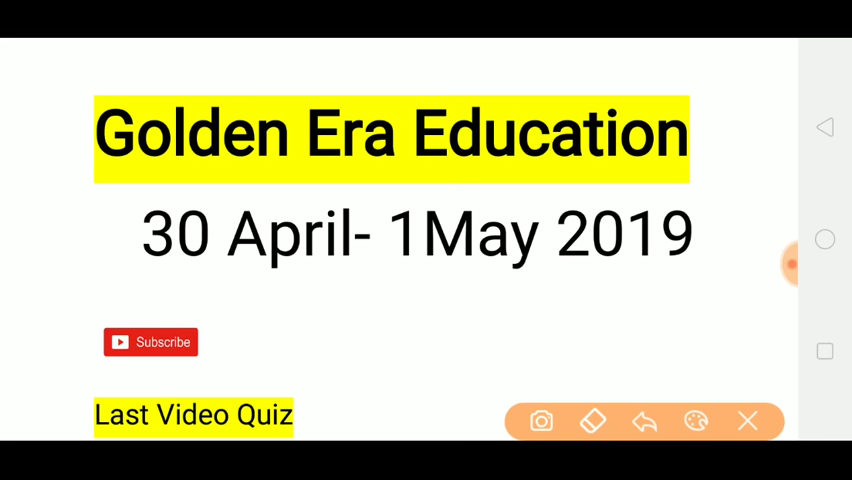 Golden Era Education
30 April- 1May 2019
Subscribe
Last Video Quiz